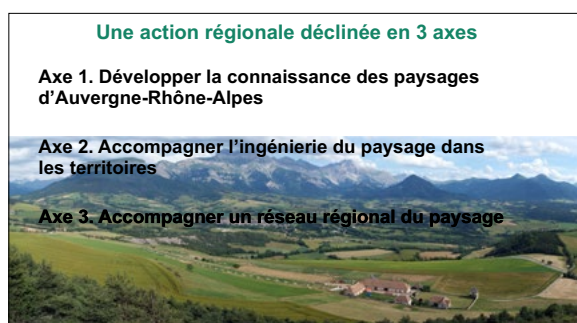 Une action régionale déclinée en 3 axes
Axe 1. Développer la connaissance des paysages
d'Auvergne-Rhône-Alpes
Axe 2. Accompagner l'ingénierie du paysage dans
les territoires
Axe 3. Accompagner un réseau régional du paysage